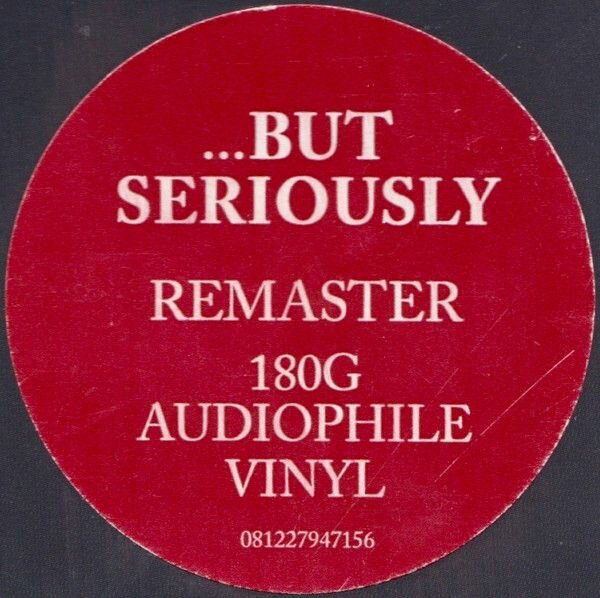 ...BUT
SERIOUSLY
REMASTER
180G
AUDIOPHILE
VINYL
081227947156